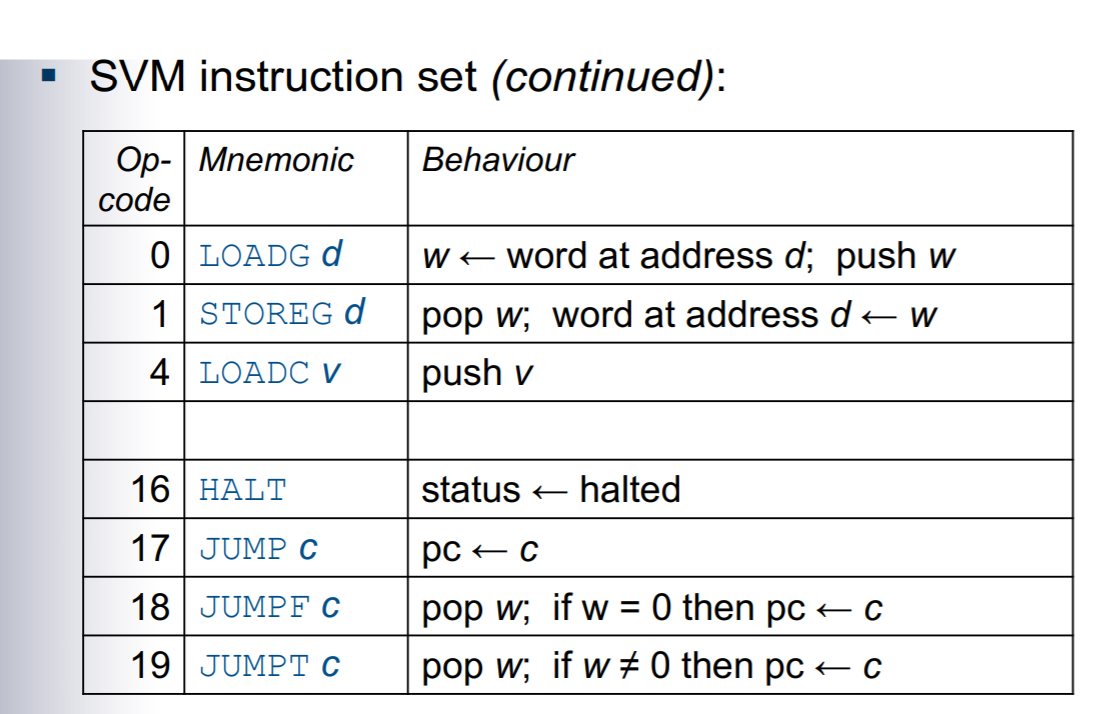 ▪ SVM instruction set (continued):
Op-code Mnemonic Behaviour
0 LOADG d w ← word at address d; push w
1 STOREG d pop w; word at address d ← w
4 LOADC v push v
16 HALT status ← halted
17 JUMP c pc ← c
18 JUMPF c pop w; if w = 0 then pc ← c
19 JUMPT c pop w; if w ≠ 0 then pc ← c